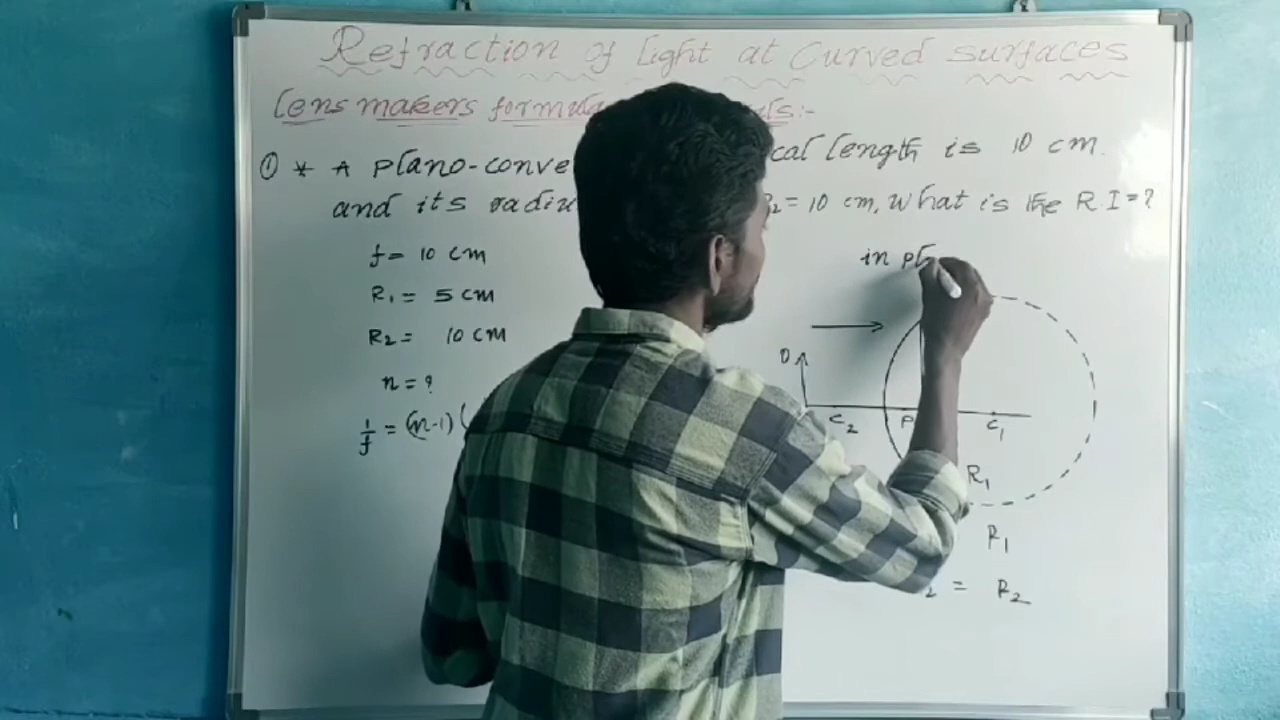 Refraction of light at Curved surfaces
lens makers formula
① * A plano-conve cal length is 10 cm.
and its radiu R₂ = 10 cm, What is the R I = ?
f = 10 cm
R₁ = 5 cm
R₂ = 10 cm
n = ?
1/f = (n-1) (
in pl
O
C₂ P C₁
R₁
R₁
₂ = R₂